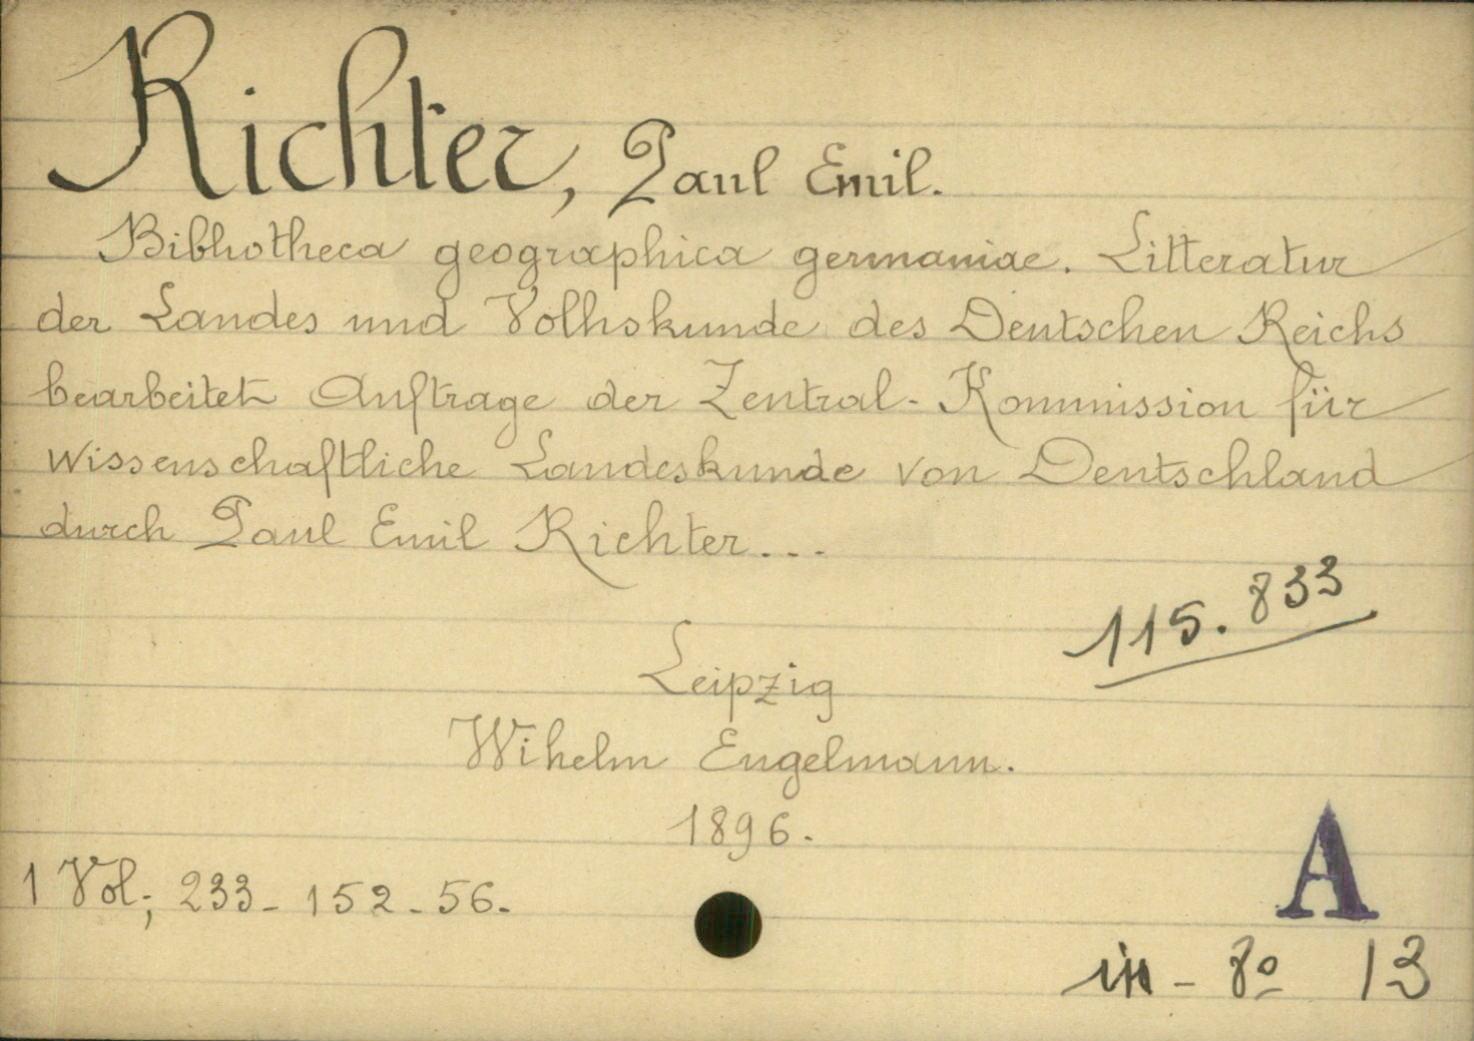 Richter, Paul Emil.
Bibliotheca geographica germaniae. Litteratur
der Landes und Volkskunde des Deutschen Reichs
bearbeitet Auftrage der Zentral-Kommission für
wissenschaftliche Landeskunde von Deutschland
durch Paul Emil Richter...
115.833
Leipzig
Wihelm Engelmann.
1896.
1 Vol; 233-152-56.
A
in-8º 13